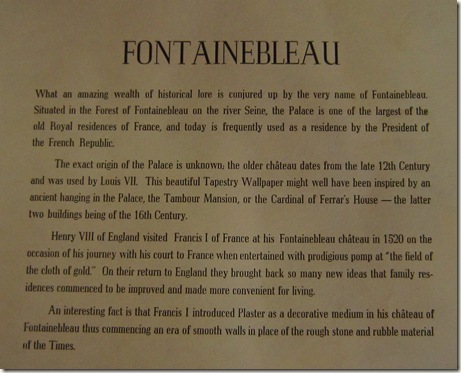 FONTAINEBLEAU
What an amazing wealth of historical lore is conjured up by the very name of Fontainebleau.
Situated in the Forest of Fontainebleau on the river Seine, the Palace is one of the largest of the
old Royal residences of France, and today is frequently used as a residence by the President of
the French Republic.
The exact origin of the Palace is unknown; the older château dates from the late 12th Century
and was used by Louis VII. This beautiful Tapestry Wallpaper might well have been inspired by an
ancient hanging in the Palace, the Tambour Mansion, or the Cardinal of Ferrar's House — the latter
two buildings being of the 16th Century.
Henry VIII of England visited Francis I of France at his Fontainebleau château in 1520 on the
occasion of his journey with his court to France when entertained with prodigious pomp at "the field of
the cloth of gold." On their return to England they brought back so many new ideas that family res-
idences commenced to be improved and made more convenient for living.
An interesting fact is that Francis I introduced Plaster as a decorative medium in his château of
Fontainebleau thus commencing an era of smooth walls in place of the rough stone and rubble material
of the Times.